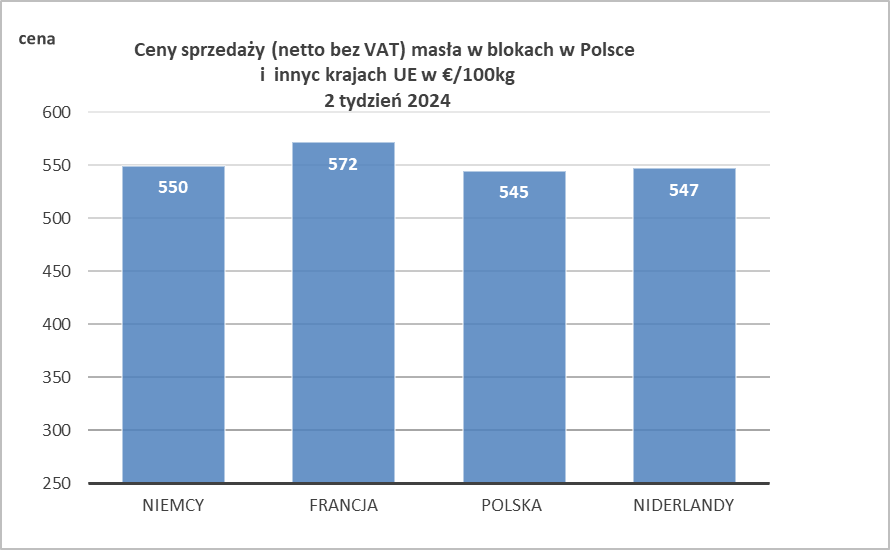 cena
Ceny sprzedaży (netto bez VAT) masła w blokach w Polsce
i innyc krajach UE w €/100kg
2 tydzień 2024
600
550
500
450
400
350
300
250
550
572
545
547
NIEMCY
FRANCJA
POLSKA
NIDERLANDY